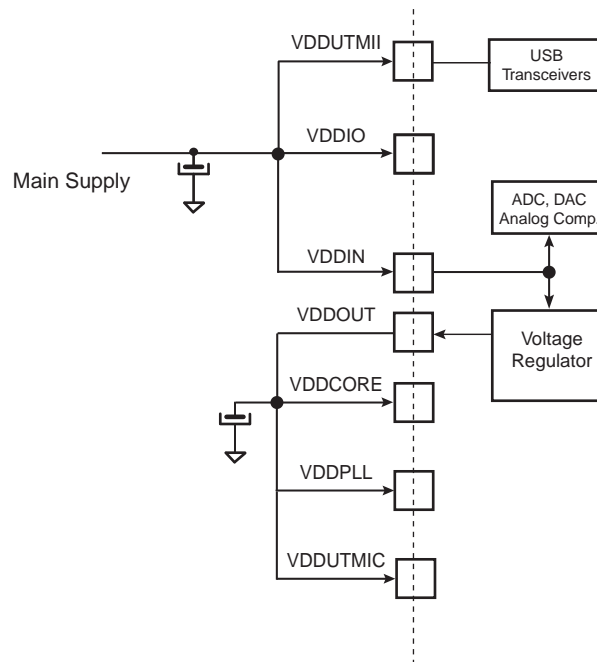 VDDUTMII
USB
Transceivers
VDDIO
Main Supply
ADC, DAC
Analog Comp.
VDDIN
VDDOUT
Voltage
Regulator
VDDCORE
VDDPLL
VDDUTMIC